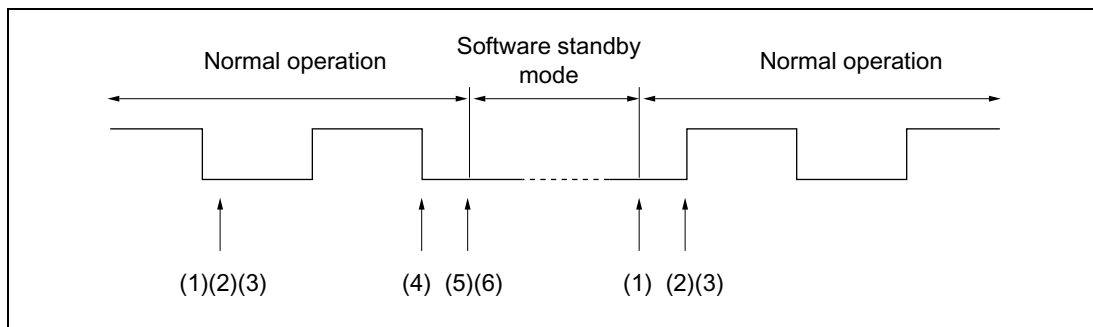 Normal operation
Software standby
mode
Normal operation
(1)(2)(3)
(4)
(5)(6)
(1)
(2)(3)